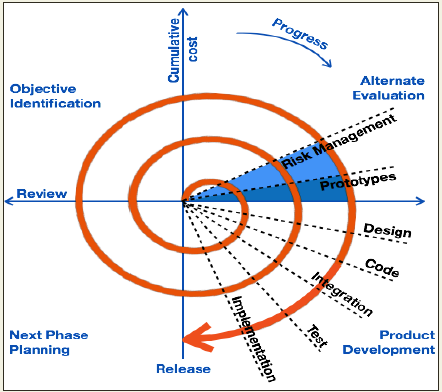 Cumulative
cost
Progress
Objective
Identification
Alternate
Evaluation
Risk Management
Prototypes
Review
Design
Code
Integration
Test
Implementation
Next Phase
Planning
Product
Development
Release